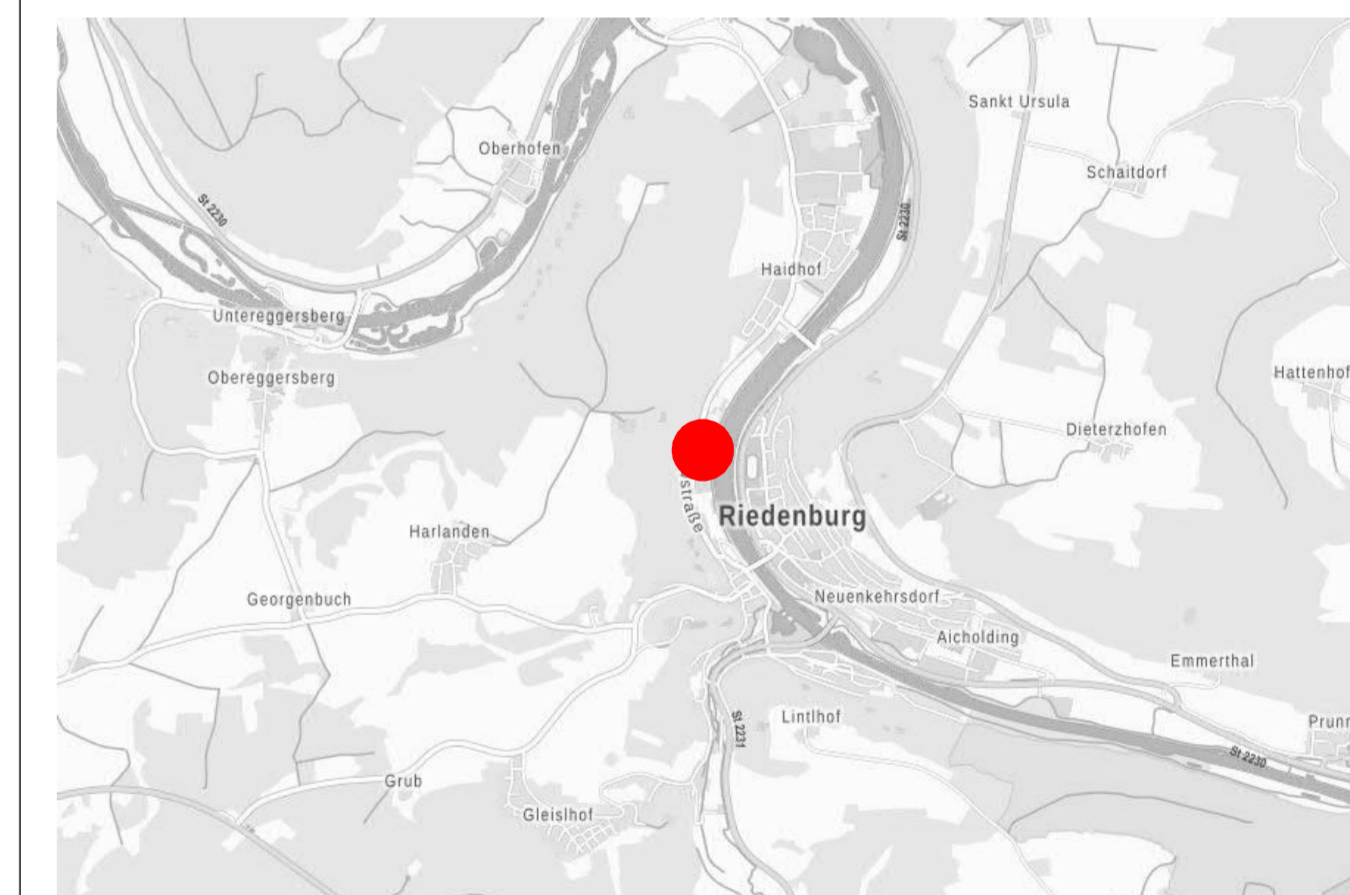 Sankt Ursula
Oberhofen
Schaitdorf
St 2230
St 2230
Haidhof
Untereggersberg
Obereggersberg
Hattenhof
Dieterzhofen
straße
Riedenburg
Harlanden
Georgenbuch
Neuenkehrsdorf
Aicholding
Emmerthal
Lintlhof
St 2231
Prunn
St 2230
Grub
Gleislhof